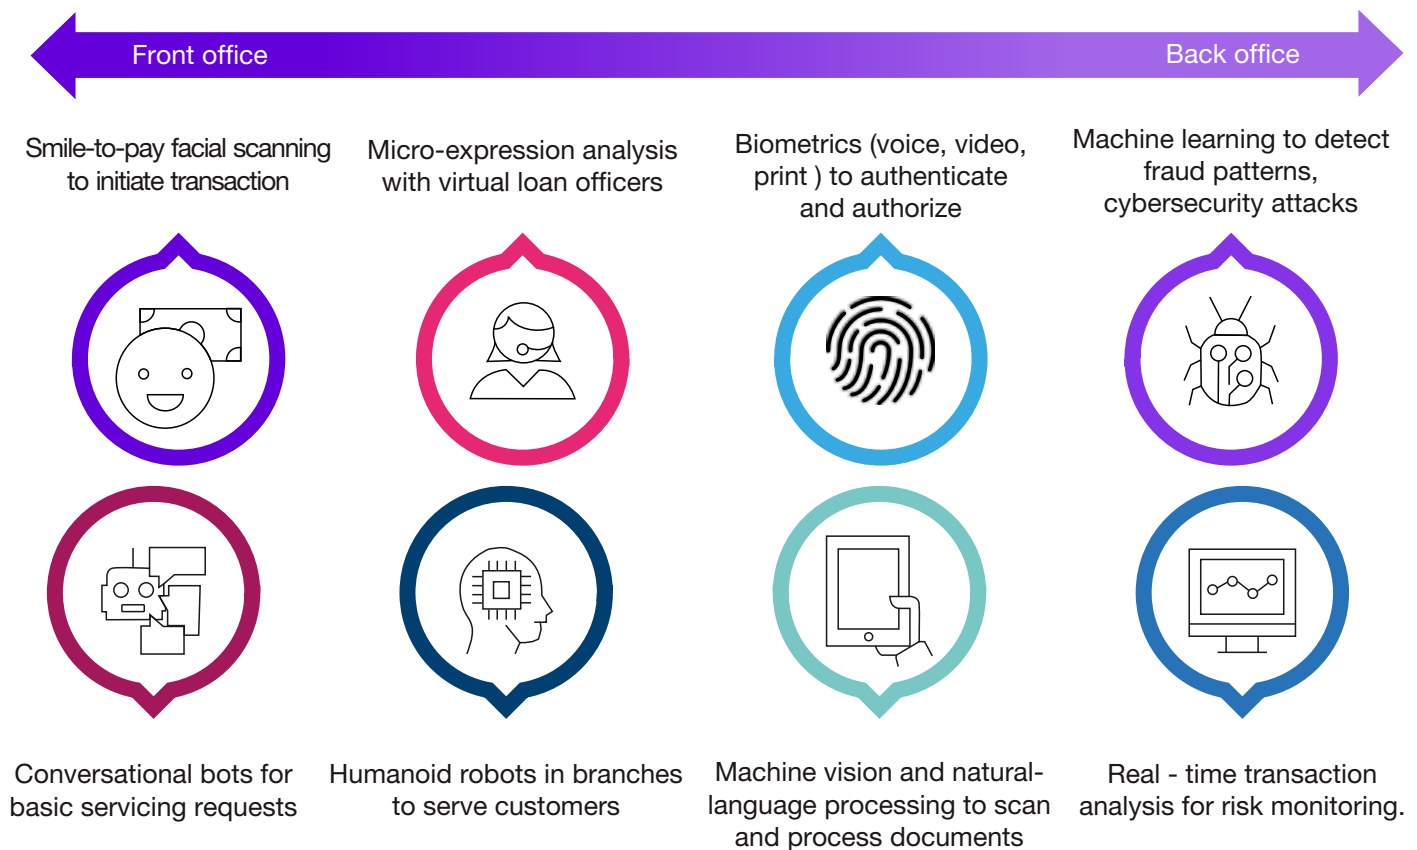 Front office
Back office
Smile-to-pay facial scanning
to initiate transaction
Micro-expression analysis
with virtual loan officers
Biometrics (voice, video,
print ) to authenticate
and authorize
Machine learning to detect
fraud patterns,
cybersecurity attacks
Conversational bots for
basic servicing requests
Humanoid robots in branches
to serve customers
Machine vision and natural-
language processing to scan
and process documents
Real - time transaction
analysis for risk monitoring.